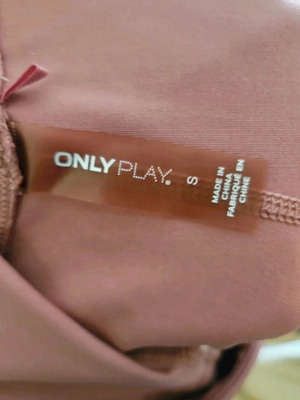 ONLY PLAY®
S
MADE IN
CHINA
FABRIQUÉ EN
CHINE